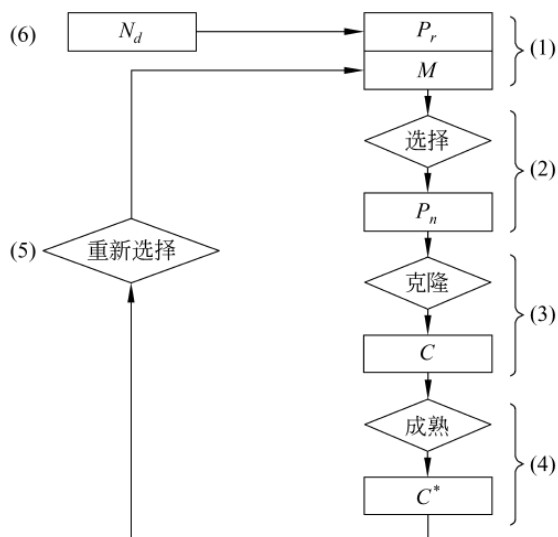 (6) N_d P_r (1)
M
选择
(2)
P_n
(5) 重新选择
克隆
(3)
C
成熟
(4)
C*